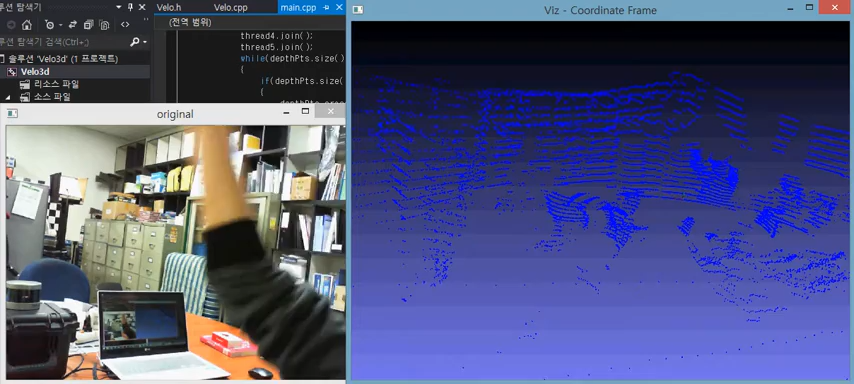 솔루션 탐색기
Velo.h
Velo.cpp
main.cpp
(전역 범위)
솔루션 탐색기 검색(Ctrl+;)
솔루션 'Velo3d' (1 프로젝트)
Velo3d
리소스 파일
소스 파일
thread4.join();
thread5.join();
while(depthPts.size()
{
if(depthPts.size(
{
original
Viz - Coordinate Frame